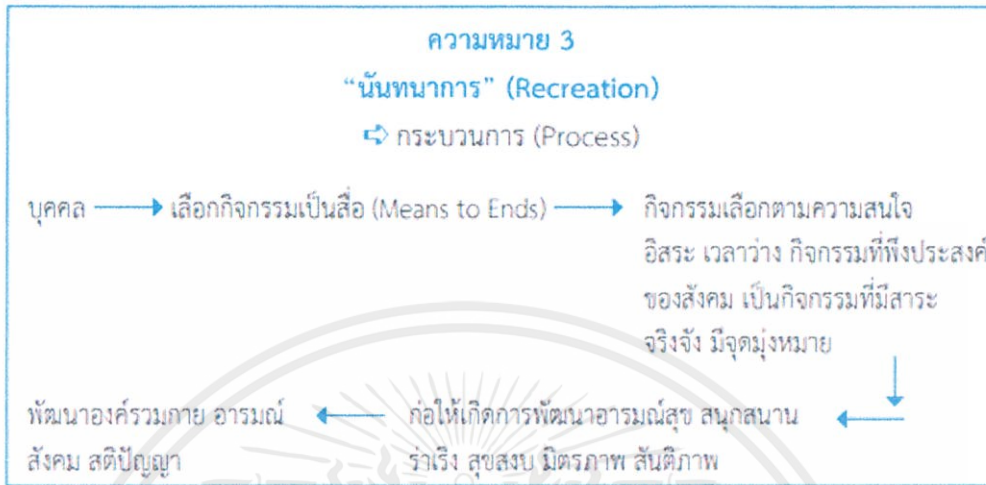 ความหมาย 3
“นันทนาการ” (Recreation)
➪ กระบวนการ (Process)
บุคคล ⟶ เลือกกิจกรรมเป็นสื่อ (Means to Ends) ⟶ กิจกรรมเลือกตามความสนใจ
อิสระ เวลาว่าง กิจกรรมที่พึงประสงค์
ของสังคม เป็นกิจกรรมที่มีสาระ
จริงจัง มีจุดมุ่งหมาย
พัฒนาองค์รวมกาย อารมณ์ ⟵ ก่อให้เกิดการพัฒนาอารมณ์สุข สนุกสนาน ⟵
สังคม สติปัญญา ร่าเริง สุขสงบ มิตรภาพ สันติภาพ